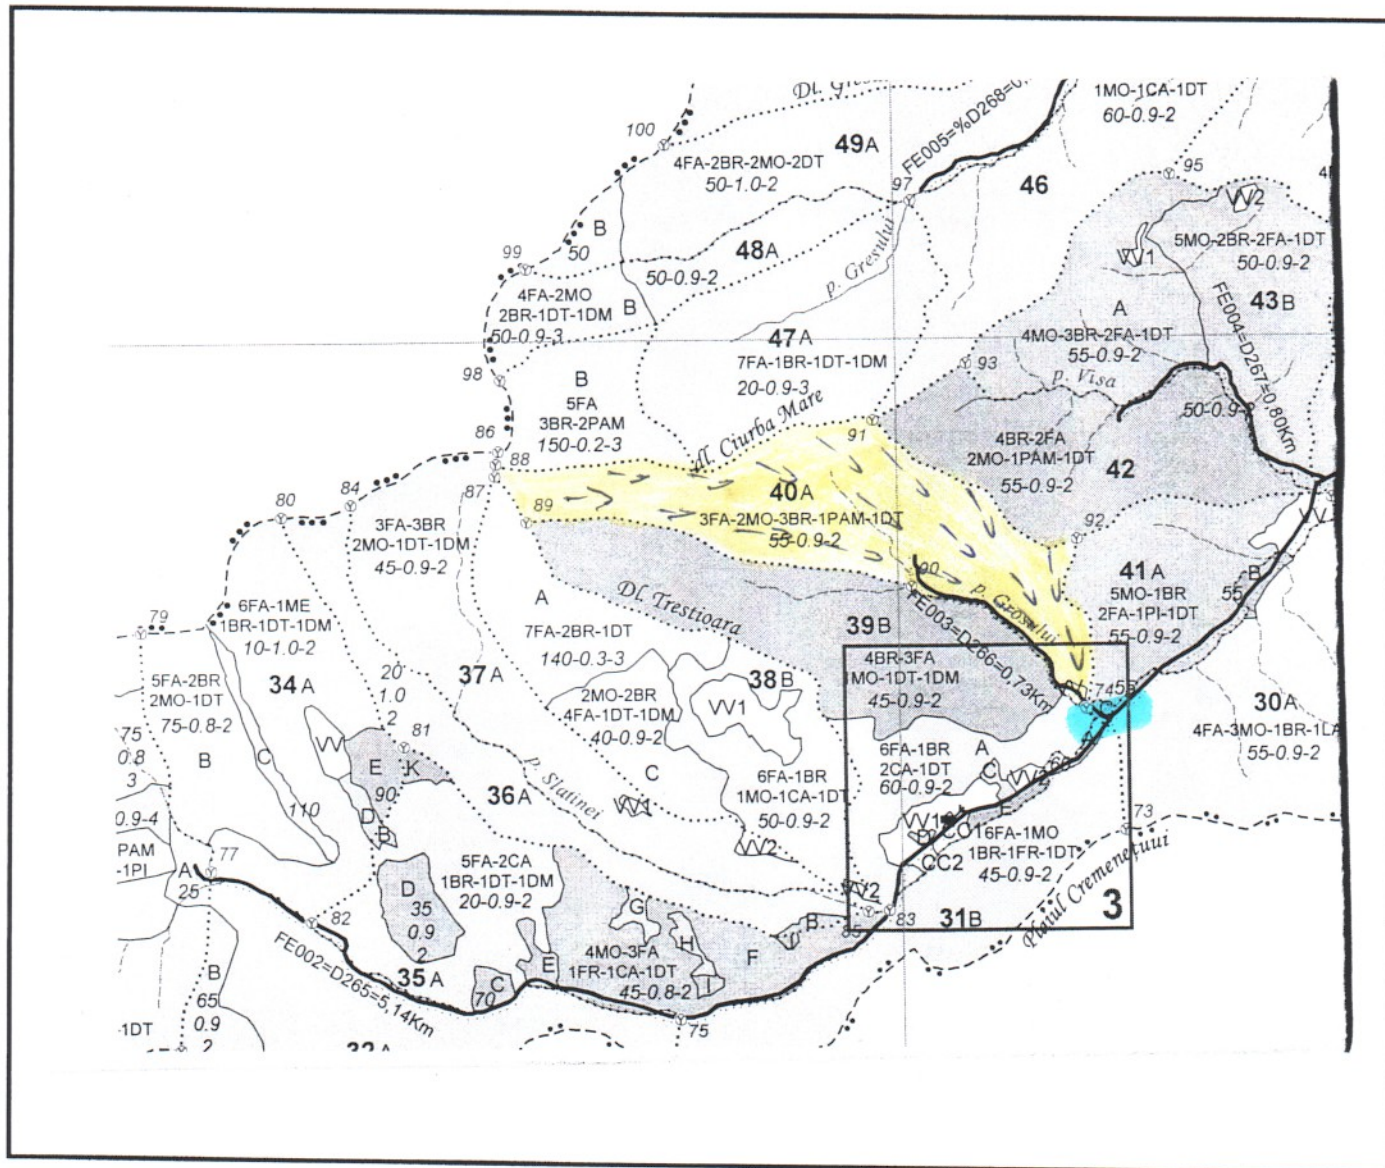 1MO-1CA-1DT
60-0.9-2
100
49A
4FA-2BR-2MO-2DT
50-1.0-2
97
46
95
VV2
5MO-2BR-2FA-1DT
50-0.9-2
B
50
99
48A
50-0.9-2
p. Gresului
VV1
43B
4FA-2MO
2BR-1DT-1DM
50-0.9-3
B
A
FE004=D267=0,80Km
47A
7FA-1BR-1DT-1DM
20-0.9-3
4MO-3BR-2FA-1DT
55-0.9-2
98
93
p. Visa
B
5FA
3BR-2PAM
150-0.2-3
dl. Ciurba Mare
91
4BR-2FA
2MO-1PAM-1DT
55-0.9-2
42
86
88
87
84
80
40A
3FA-2MO-3BR-1PAM-1DT
55-0.9-2
89
92
3FA-3BR
2MO-1DT-1DM
45-0.9-2
90
p. Grosului
FE003=D266=0,73Km
41A
5MO-1BR
2FA-1PI-1DT
55-0.9-2
55
B
A
7FA-2BR-1DT
140-0.3-3
Dl. Trestioara
39B
4BR-3FA
1MO-1DT-1DM
45-0.9-2
79
6FA-1ME
1BR-1DT-1DM
10-1.0-2
5FA-2BR
2MO-1DT
75-0.8-2
34A
20
1.0
2
37A
38B
2MO-2BR
4FA-1DT-1DM
40-0.9-2
VV1
30A
4FA-3MO-1BR-1LA
55-0.9-2
75
0.8
3
B
C
VV
81
E
K
90
C
6FA-1BR
1MO-1CA-1DT
50-0.9-2
6FA-1BR
2CA-1DT
60-0.9-2
A
C
36A
p. Slatinei
VV1
VV2
110
D
B
0.9-4
PAM
-1PI
77
A
25
73
CC2
6FA-1MO
1BR-1FR-1DT
45-0.9-2
5FA-2CA
1BR-1DT-1DM
20-0.9-2
D
35
0.9
2
82
83
85
31B
3
Plaiul Cremenețului
G
H
B
F
E
I
4MO-3FA
1FR-1CA-1DT
45-0.8-2
35A
C
70
FE002=D265=5,14Km
75
B
65
0.9
2
-1DT